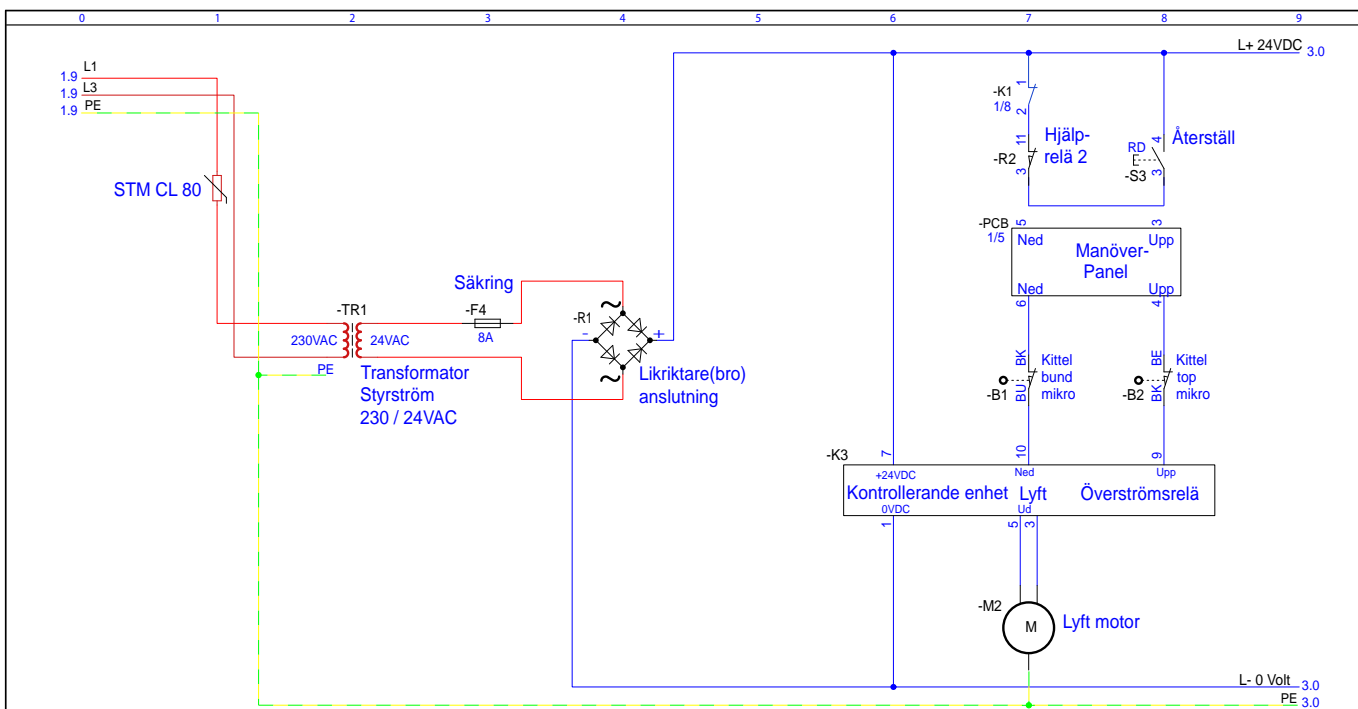 0 1 2 3 4 5 6 7 8 9
L+ 24VDC 3.0
1.9 L1
1.9 L3
1.9 PE
STM CL 80
-TR1
230VAC 24VAC
PE
Transformator
Styrström
230 / 24VAC
Säkring
-F4
8A
~
-R1
- +
~
Likriktare(bro)
anslutning
-K1
1/8
1
2
11
-R2
3
Hjälp-
relä 2
4
RD
-S3
3
Återställ
-PCB
1/5
5 3
Ned Upp
Manöver-
Panel
Ned Upp
6 4
BK
-B1
BU
Kittel
bund
mikro
BE
-B2
BK
Kittel
top
mikro
-K3
7 10 9
+24VDC Ned Upp
Kontrollerande enhet Lyft Överströmsrelä
0VDC Ud
1 5 3
-M2
M
Lyft motor
L- 0 Volt 3.0
PE 3.0